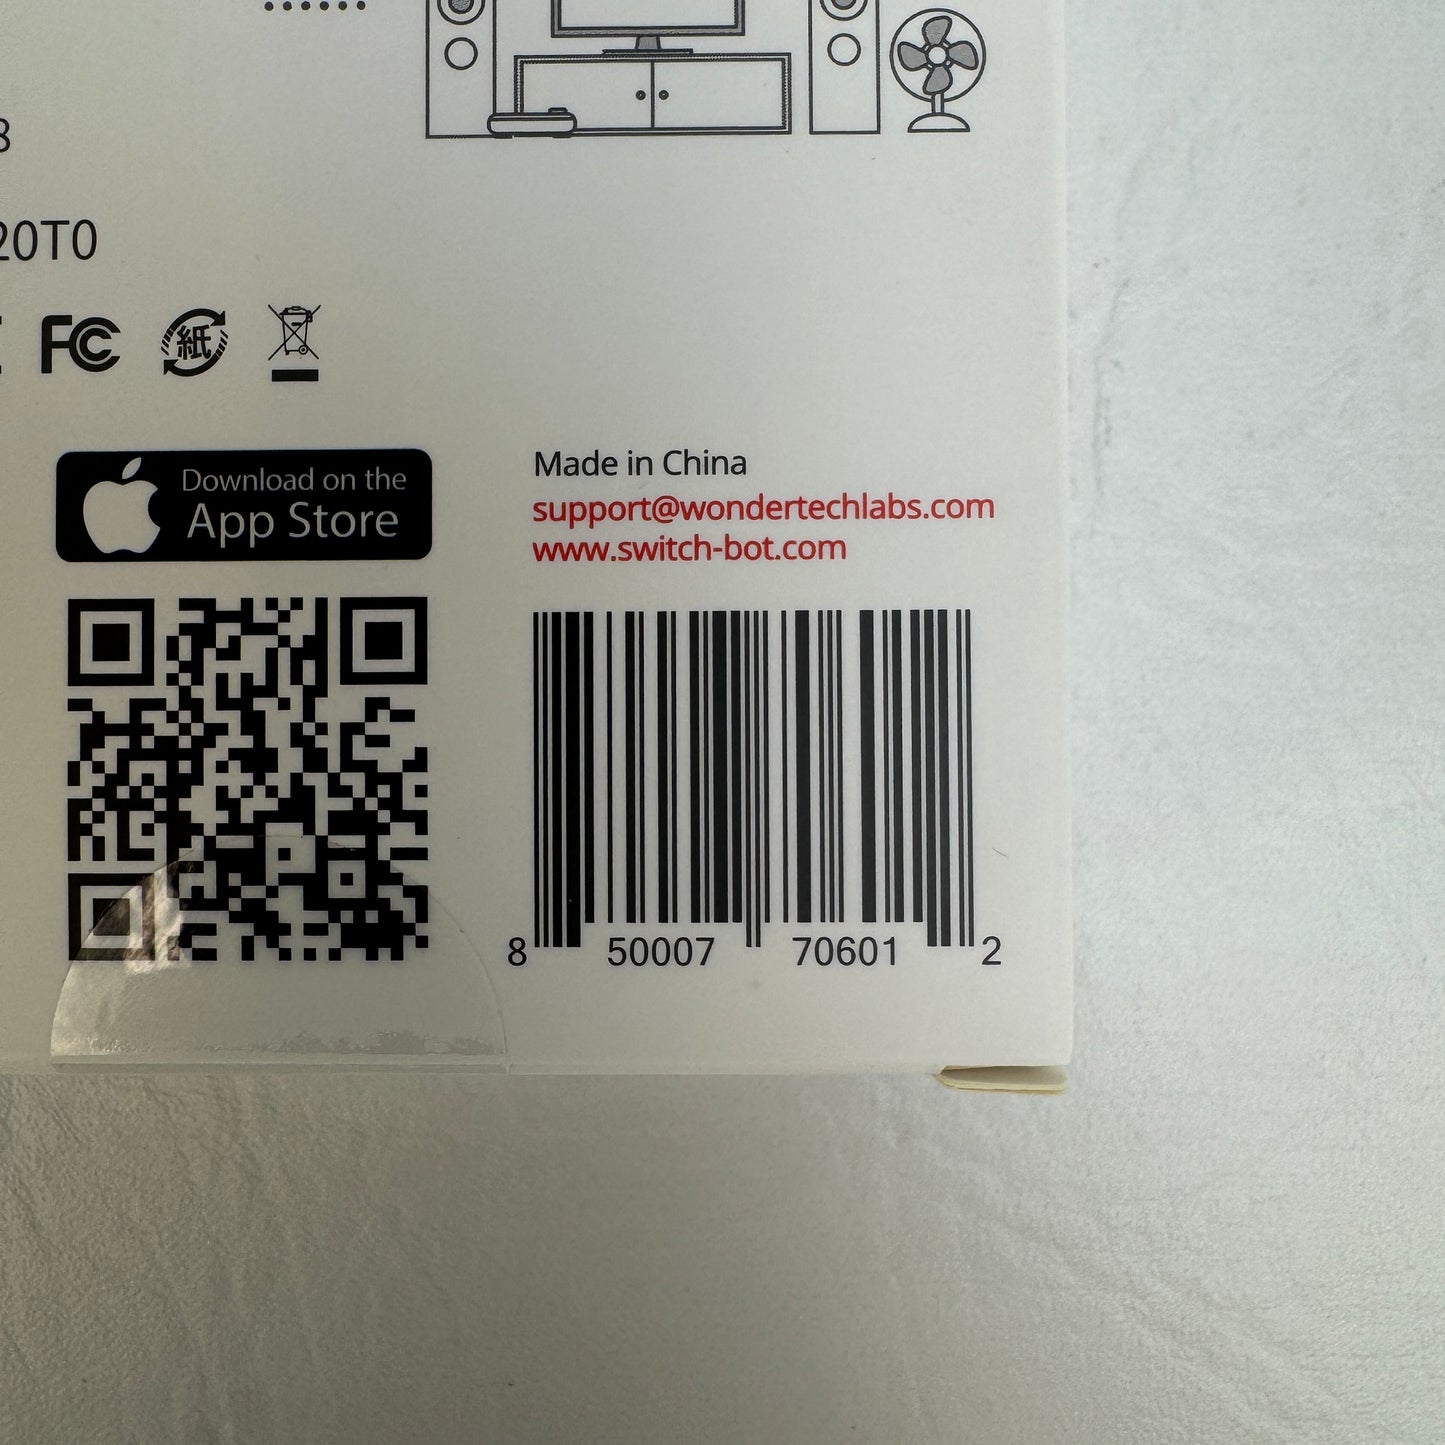 8
20T0
FC
紙
Download on the
App Store
Made in China
support@wondertechlabs.com
www.switch-bot.com
8 50007 70601 2